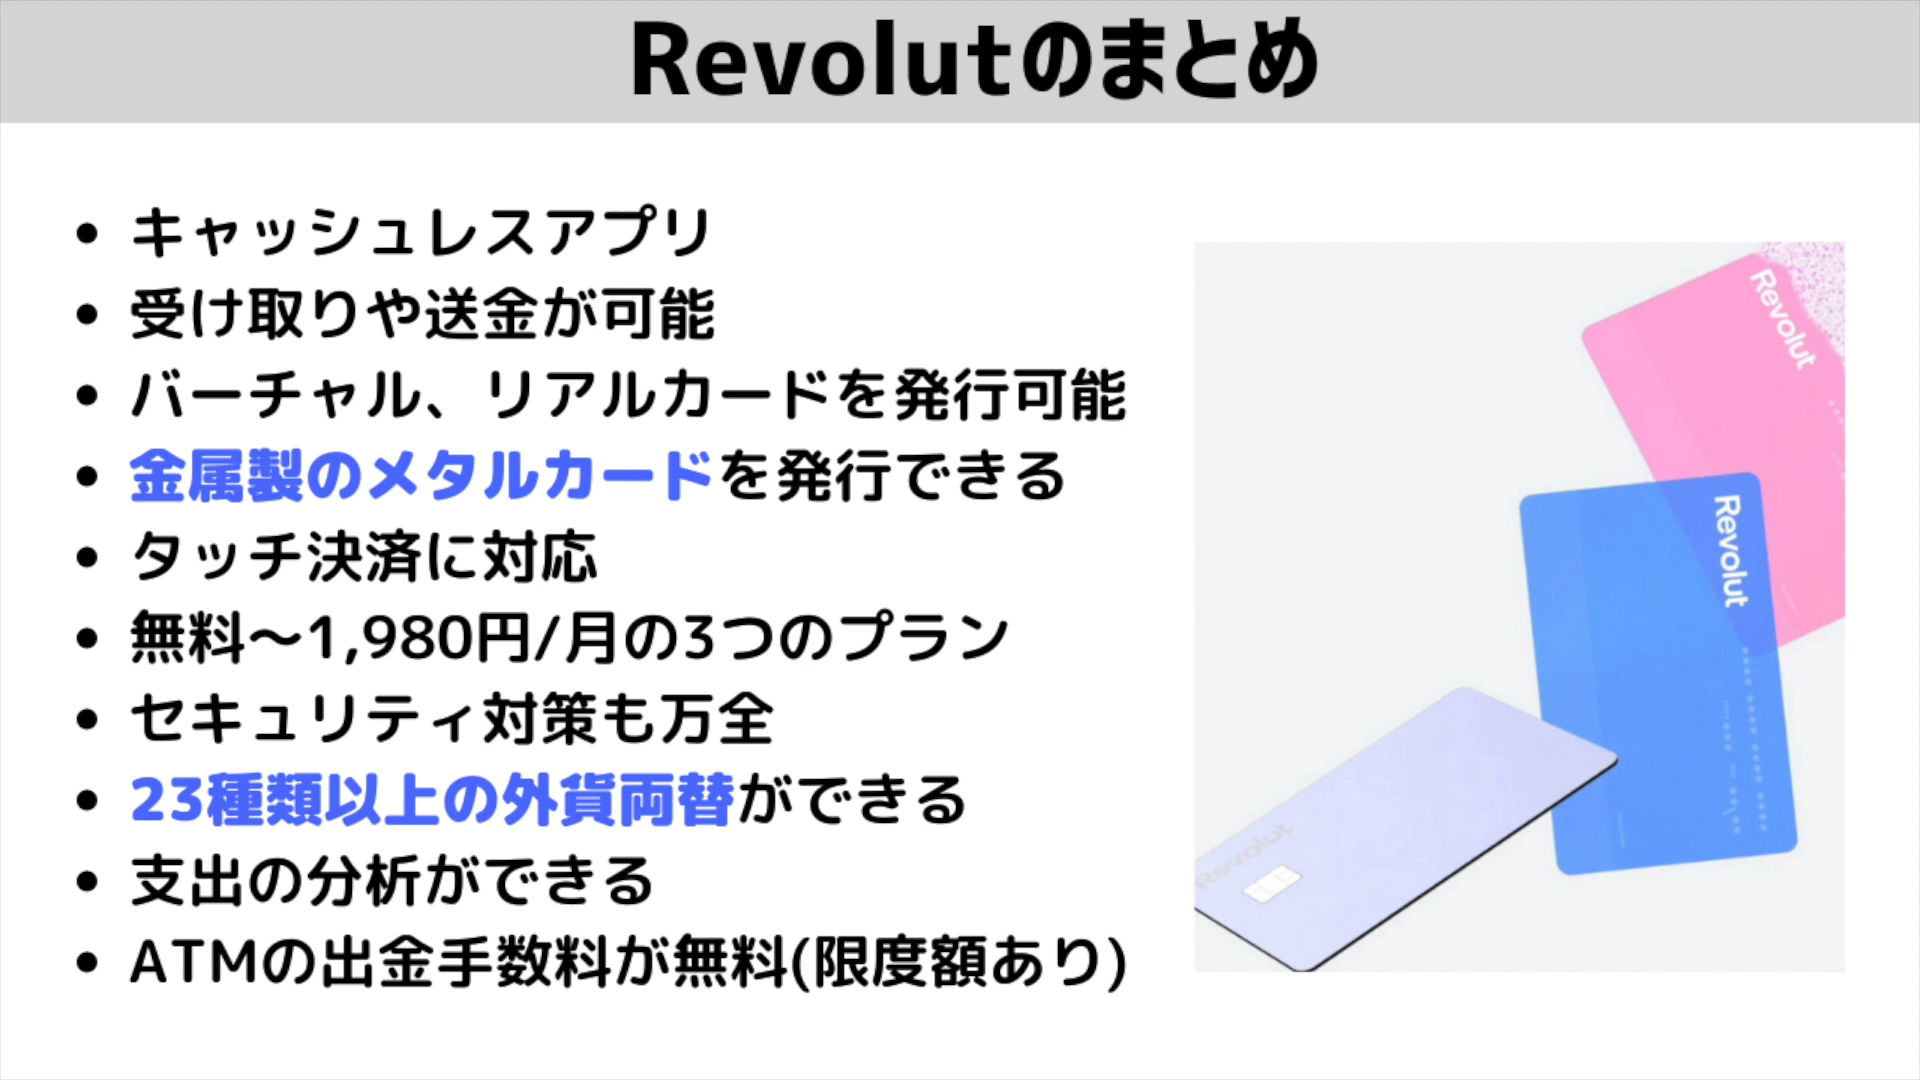 Revolutのまとめ
• キャッシュレスアプリ
• 受け取りや送金が可能
• バーチャル、リアルカードを発行可能
• 金属製のメタルカードを発行できる
• タッチ決済に対応
• 無料〜1,980円/月の3つのプラン
• セキュリティ対策も万全
• 23種類以上の外貨両替ができる
• 支出の分析ができる
• ATMの出金手数料が無料(限度額あり)
Revolut
Revolut
Revolut